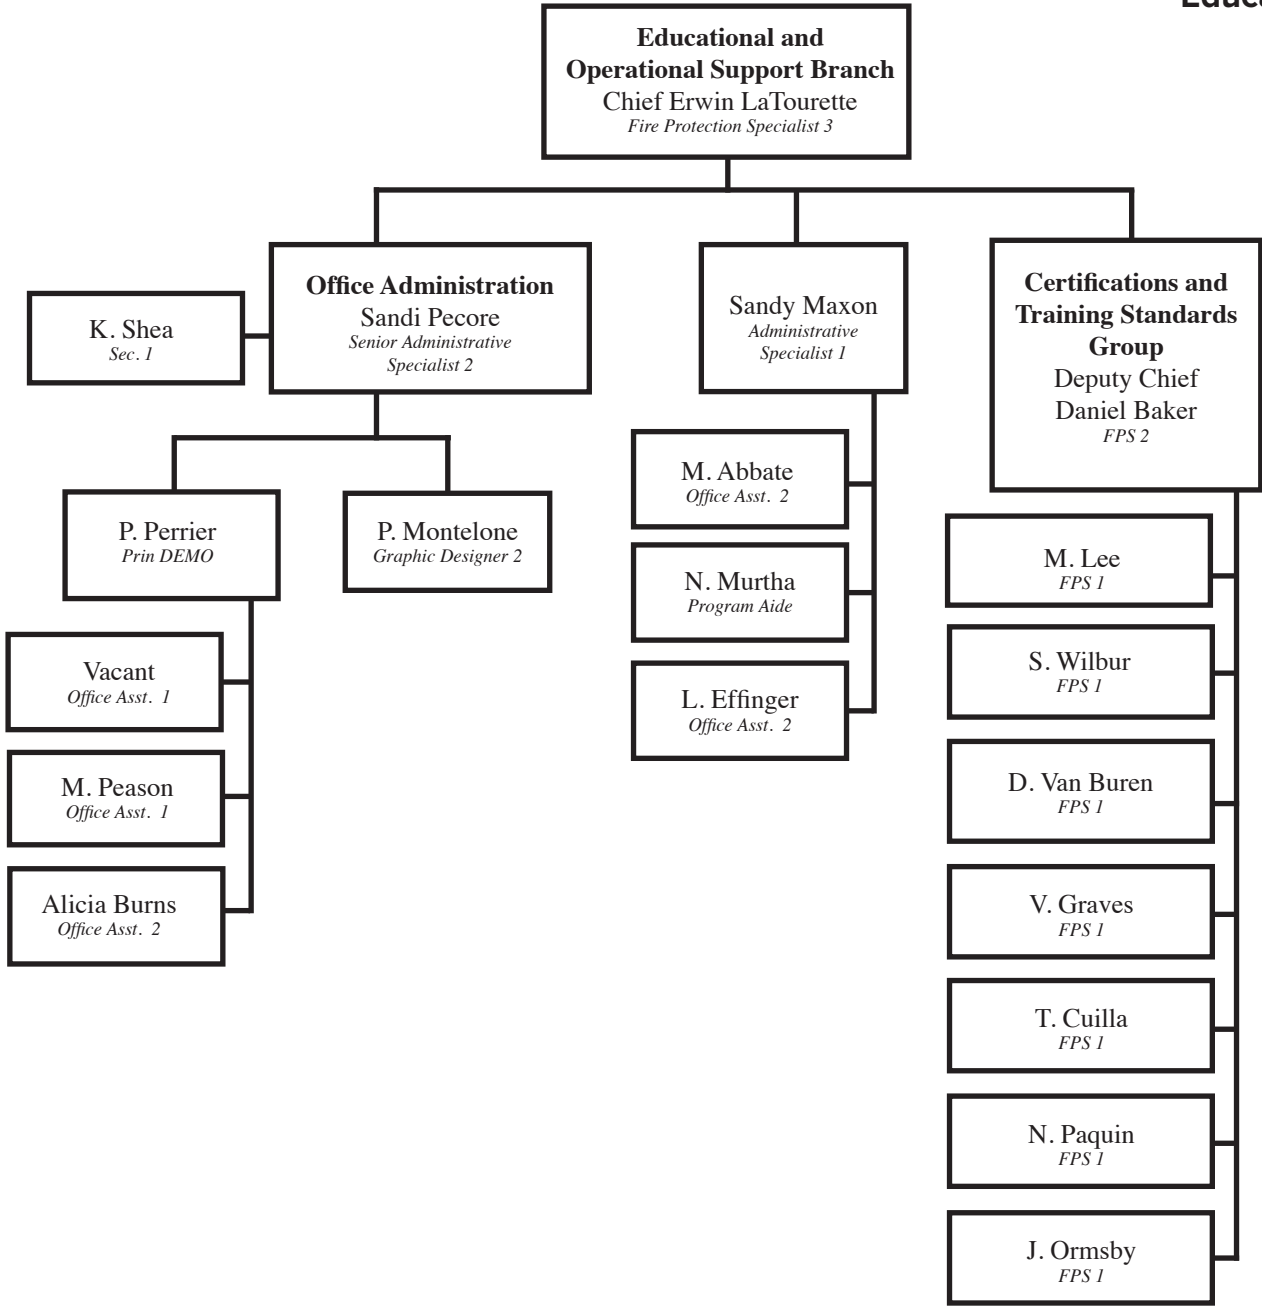 Educational and
Operational Support Branch
Chief Erwin LaTourette
Fire Protection Specialist 3
Office Administration
Sandi Pecore
Senior Administrative
Specialist 2
K. Shea
Sec. 1
P. Perrier
Prin DEMO
P. Montelone
Graphic Designer 2
Vacant
Office Asst. 1
M. Peason
Office Asst. 1
Alicia Burns
Office Asst. 2
Sandy Maxon
Administrative
Specialist 1
M. Abbate
Office Asst. 2
N. Murtha
Program Aide
L. Effinger
Office Asst. 2
Certifications and
Training Standards
Group
Deputy Chief
Daniel Baker
FPS 2
M. Lee
FPS 1
S. Wilbur
FPS 1
D. Van Buren
FPS 1
V. Graves
FPS 1
T. Cuilla
FPS 1
N. Paquin
FPS 1
J. Ormsby
FPS 1